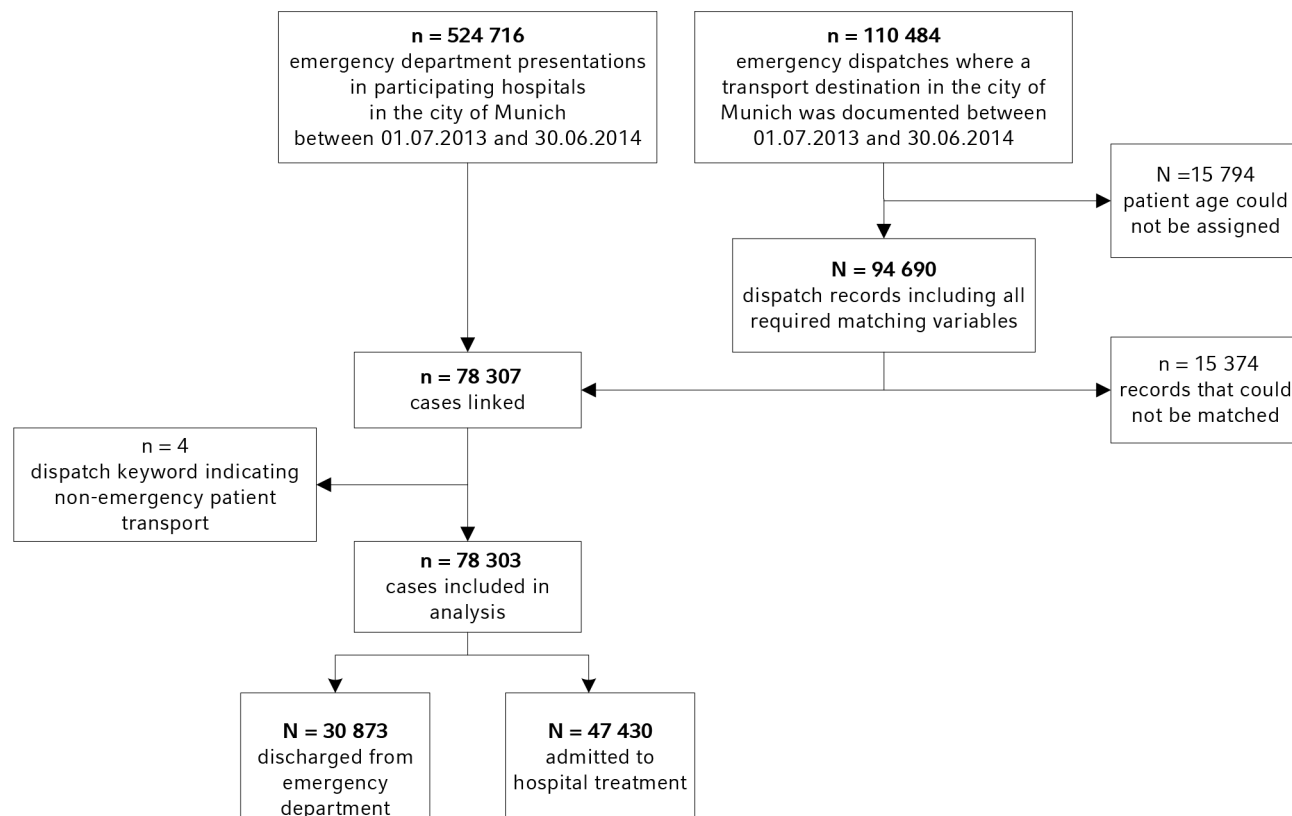 n = 524 716
emergency department presentations
in participating hospitals
in the city of Munich
between 01.07.2013 and 30.06.2014
n = 110 484
emergency dispatches where a
transport destination in the city of
Munich was documented between
01.07.2013 and 30.06.2014
N =15 794
patient age could
not be assigned
N = 94 690
dispatch records including all
required matching variables
n = 15 374
records that could
not be matched
n = 78 307
cases linked
n = 4
dispatch keyword indicating
non-emergency patient
transport
n = 78 303
cases included in
analysis
N = 30 873
discharged from
emergency
department
N = 47 430
admitted to
hospital treatment